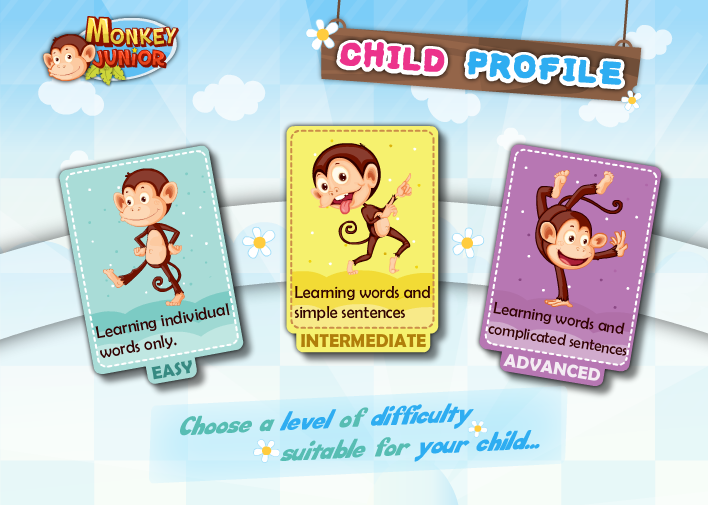 MONKEY
JUNIOR
CHILD PROFILE
Learning individual
words only.
EASY
Learning words and
simple sentences
INTERMEDIATE
Learning words and
complicated sentences
ADVANCED
Choose a level of difficulty
suitable for your child...